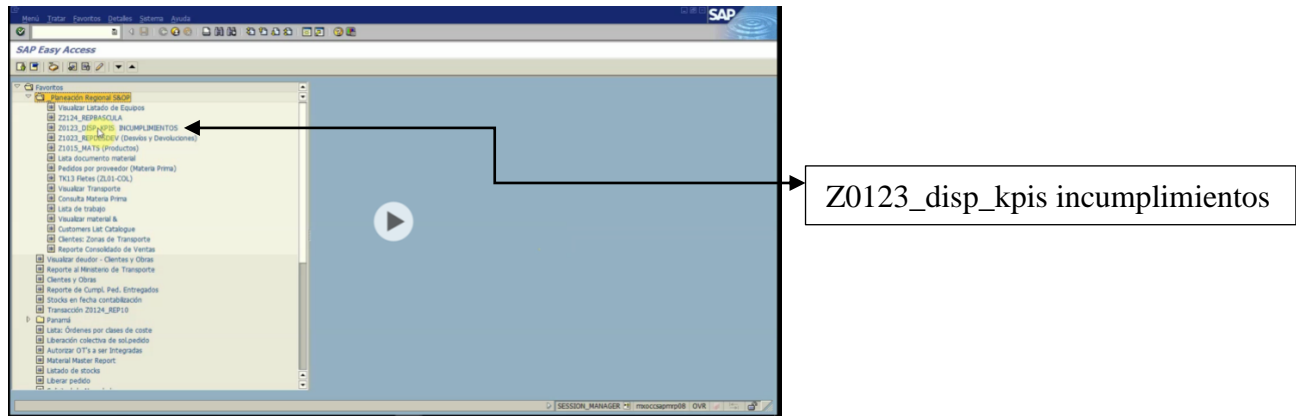 Menú Tratar Favoritos Detalles Sistema Ayuda
SAP
SAP Easy Access
Favoritos
_Planeación Regional S&OP
Visualizar Listado de Equipos
Z2124_REPBASCULA
Z0123_DISP_KPIS INCUMPLIMIENTOS
Z1023_REPDESDEV (Desvíos y Devoluciones)
Z1015_MATS (Productos)
Lista documento material
Pedidos por proveedor (Materia Prima)
TK13 Fletes (ZL01-COL)
Visualizar Transporte
Consulta Materia Prima
Lista de trabajo
Visualizar material &
Customers List Catalogue
Clientes: Zonas de Transporte
Reporte Consolidado de Ventas
Visualizar deudor - Clientes y Obras
Reporte al Ministerio de Transporte
Clientes y Obras
Reporte de Cumpl. Ped. Entregados
Stocks en fecha contabilización
Transacción Z0124_REP10
Panamá
Lista: Órdenes por clases de coste
Liberación colectiva de sol.pedido
Autorizar OT's a ser Integradas
Material Master Report
Listado de stocks
Liberar pedido
SESSION_MANAGER mxoccsapmrp08 OVR
Z0123_disp_kpis incumplimientos